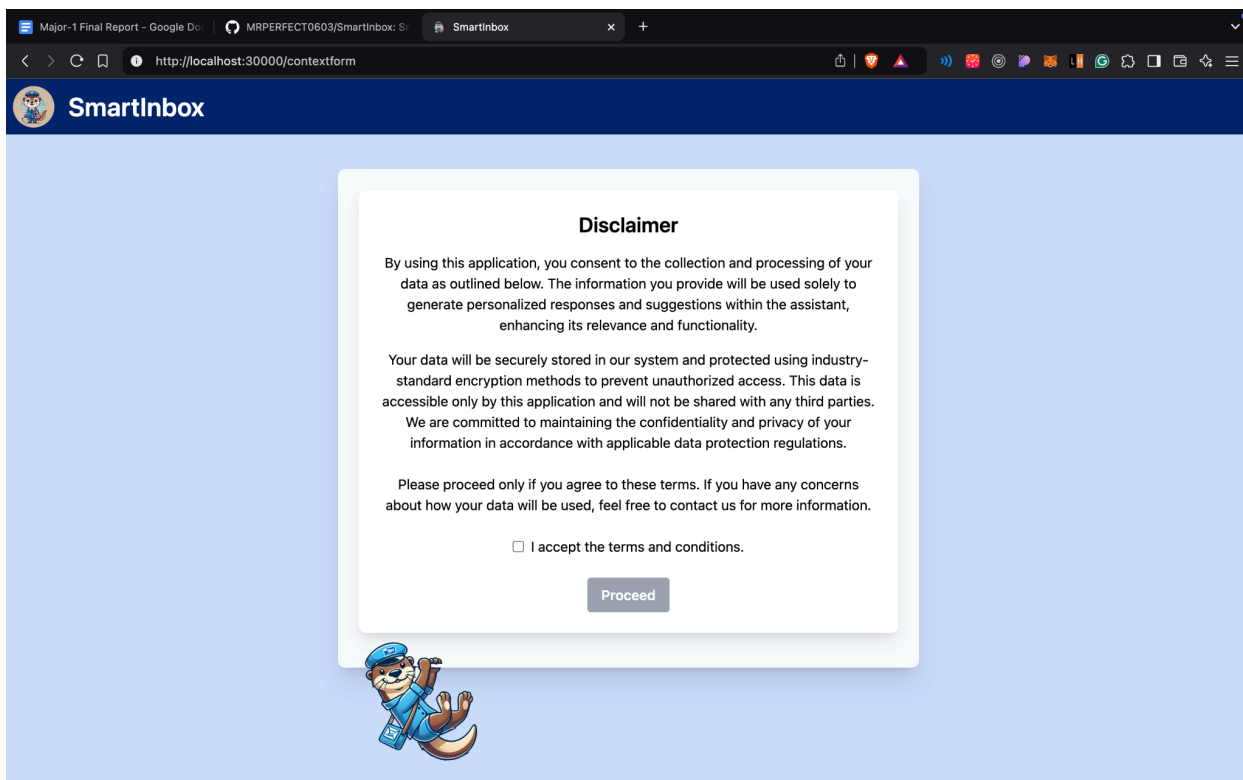 Major-1 Final Report - Google Do
MRPERFECT0603/SmartInbox: Sm
SmartInbox
http://localhost:30000/contextform
SmartInbox
Disclaimer
By using this application, you consent to the collection and processing of your
data as outlined below. The information you provide will be used solely to
generate personalized responses and suggestions within the assistant,
enhancing its relevance and functionality.
Your data will be securely stored in our system and protected using industry-
standard encryption methods to prevent unauthorized access. This data is
accessible only by this application and will not be shared with any third parties.
We are committed to maintaining the confidentiality and privacy of your
information in accordance with applicable data protection regulations.
Please proceed only if you agree to these terms. If you have any concerns
about how your data will be used, feel free to contact us for more information.
I accept the terms and conditions.
Proceed